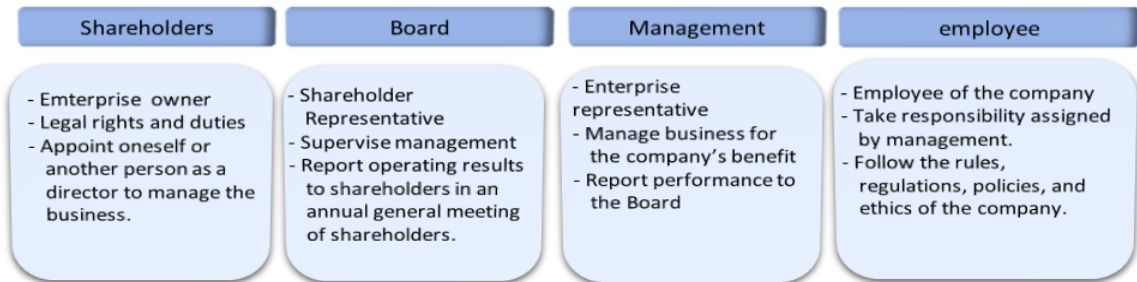 Shareholders
- Emterprise owner
- Legal rights and duties
- Appoint oneself or
another person as a
director to manage the
business.
Board
- Shareholder
Representative
- Supervise management
- Report operating results
to shareholders in an
annual general meeting
of shareholders.
Management
- Enterprise
representative
- Manage business for
the company's benefit
- Report performance to
the Board
employee
- Employee of the company
- Take responsibility assigned
by management.
- Follow the rules,
regulations, policies, and
ethics of the company.